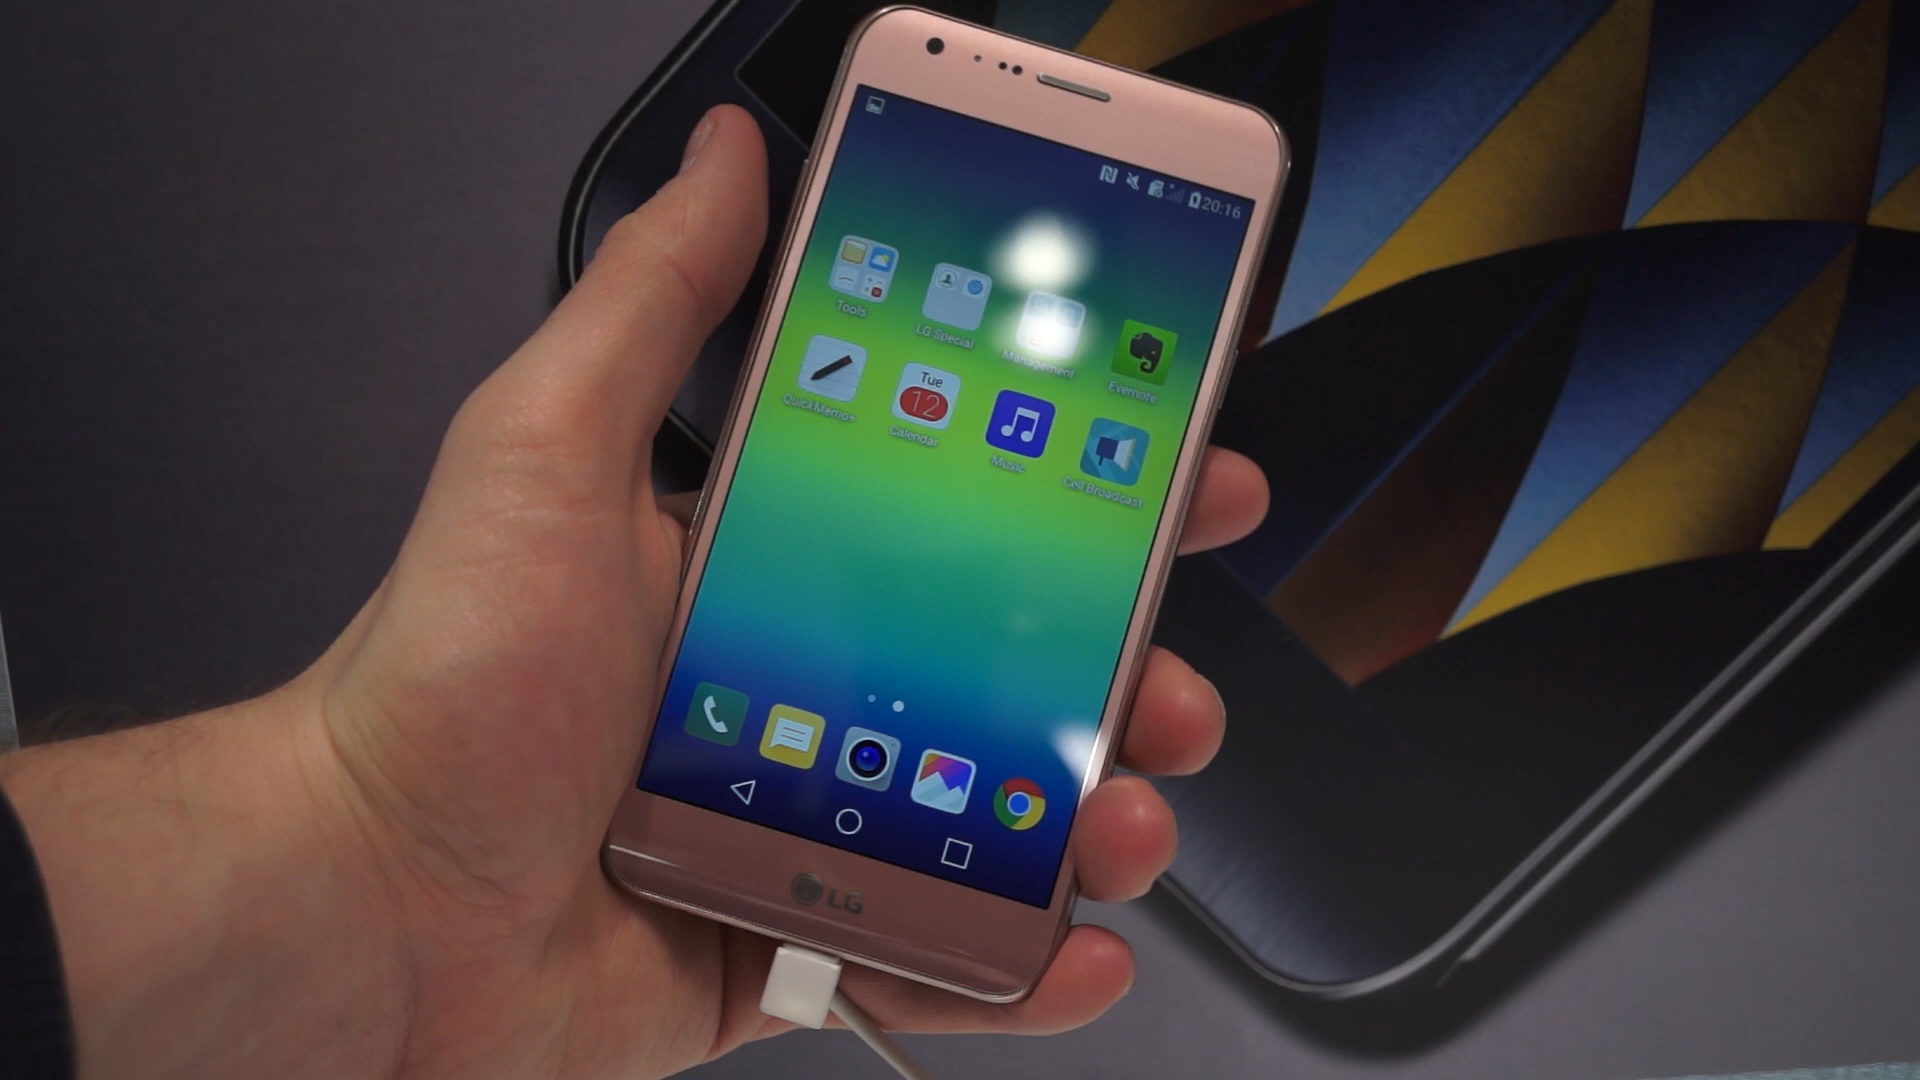 20:16
Tools
LG Special
Management
Evernote
QuickMemo+
Tue
12
Calendar
Music
Cell Broadcast
LG